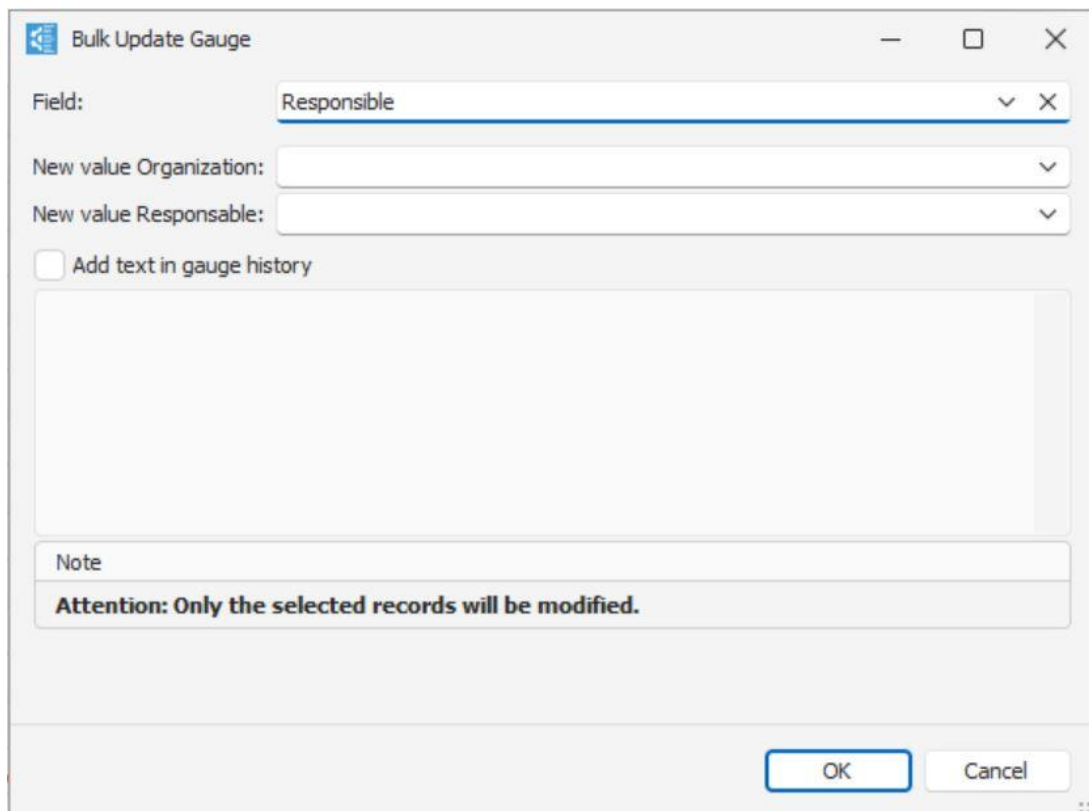 Bulk Update Gauge
Field: Responsible
New value Organization:
New value Responsable:
Add text in gauge history
Note
Attention: Only the selected records will be modified.
OK Cancel